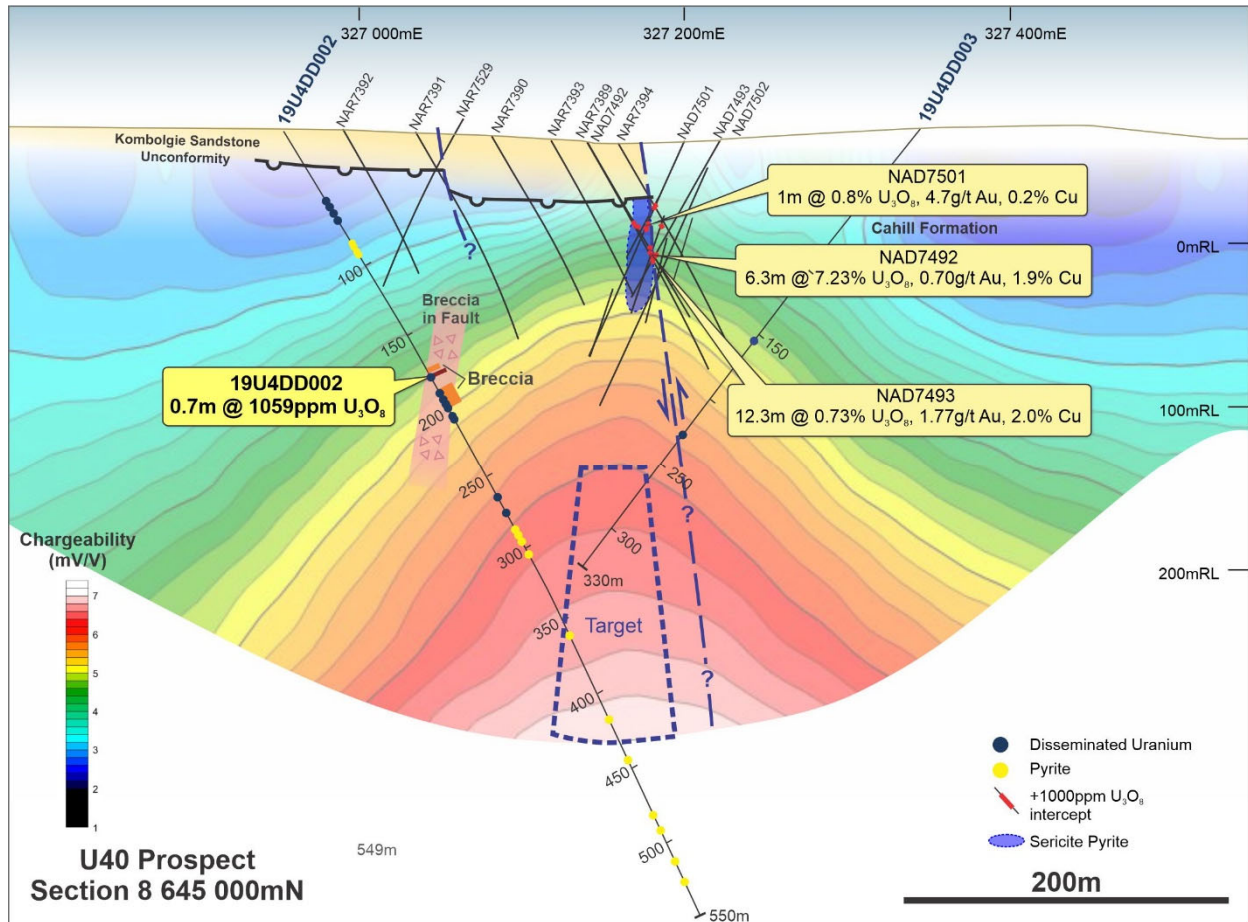 327 000mE
327 200mE
327 400mE
19U4DD002
NAR7392
NAR7391
NAR7529
NAR7390
NAR7393
NAR7389
NAD7492
NAR7394
NAD7501
NAD7493
NAD7502
19U4DD003
Kombolgie Sandstone
Unconformity
NAD7501
1m @ 0.8% U₃O₈, 4.7g/t Au, 0.2% Cu
Cahill Formation
0mRL
?
NAD7492
6.3m @ 7.23% U₃O₈, 0.70g/t Au, 1.9% Cu
100
Breccia
in Fault
150
150
19U4DD002
0.7m @ 1059ppm U₃O₈
Breccia
NAD7493
12.3m @ 0.73% U₃O₈, 1.77g/t Au, 2.0% Cu
100mRL
200
250
250
?
Chargeability
(mV/V)
300
300
330m
200mRL
7
6
5
4
3
2
1
350
Target
?
400
450
500
550m
Disseminated Uranium
Pyrite
+1000ppm U₃O₈
intercept
Sericite Pyrite
U40 Prospect
Section 8 645 000mN
549m
200m